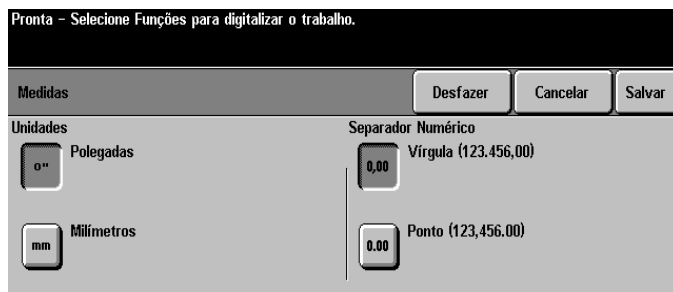 Pronta - Selecione Funções para digitalizar o trabalho.
Medidas
Desfazer
Cancelar
Salvar
Unidades
Separador Numérico
0"
Polegadas
0,00
Vírgula (123.456,00)
mm
Milímetros
0.00
Ponto (123,456.00)